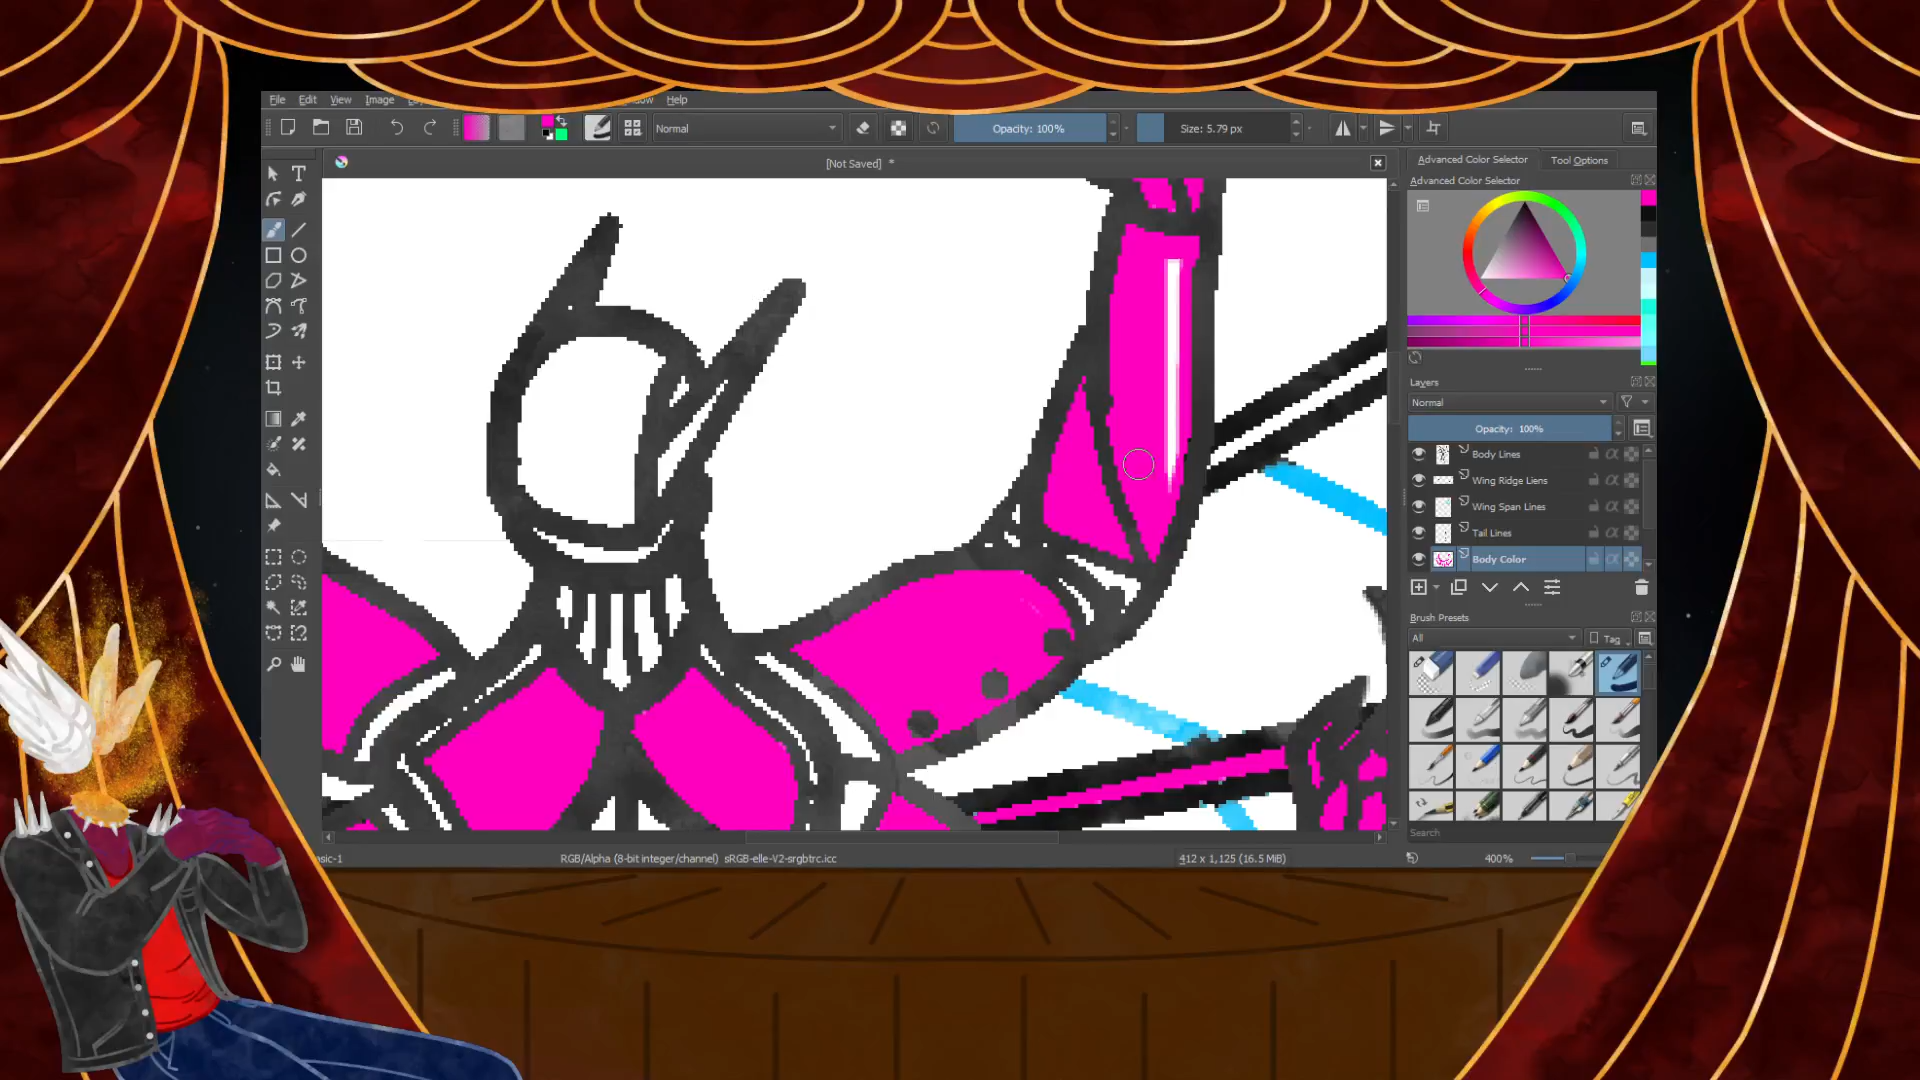 File Edit View Image Help
Normal Opacity: 100% Size: 5.79 px
[Not Saved] *
Advanced Color Selector Tool Options
Advanced Color Selector
Layers
Normal
Opacity: 100%
Body Lines
Wing Ridge Liens
Wing Span Lines
Tail Lines
Body Color
Brush Presets
All Tag
Search
RGB/Alpha (8-bit integer/channel) sRGB-elle-V2-srgbtrc.icc 412 x 1,125 (16.5 MiB) 400%